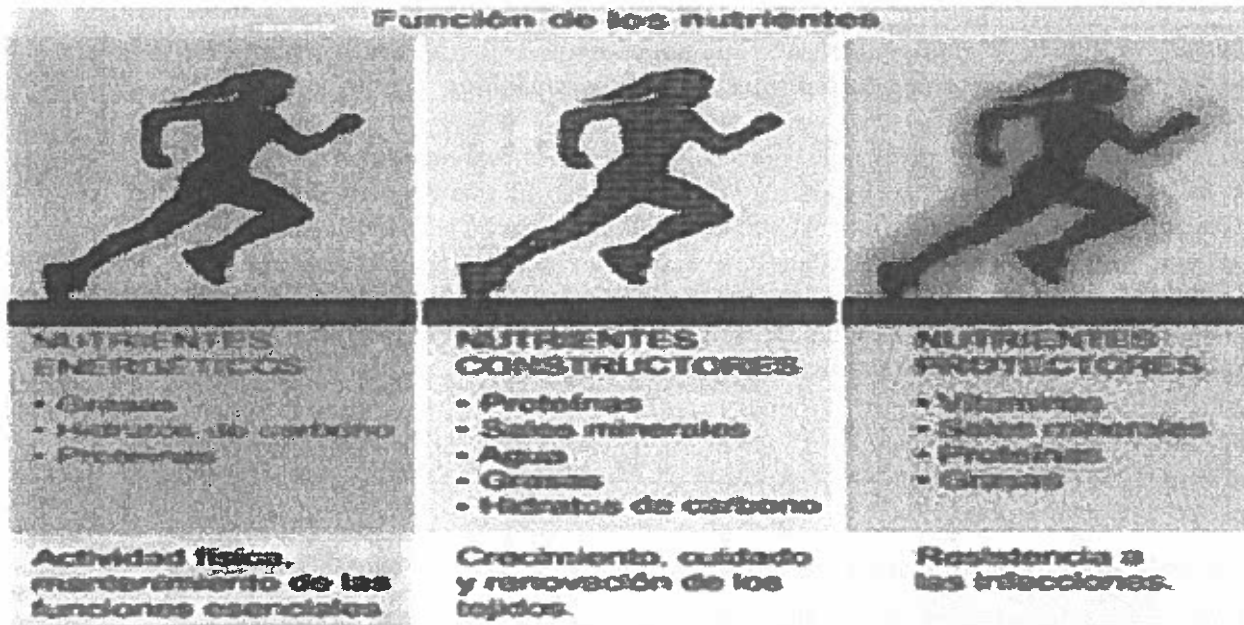 Función de los nutrientes
NUTRIENTES
ENERGÉTICOS
• Grasas
• Hidratos de carbono
• Proteínas
Actividad física,
mantenimiento de las
funciones esenciales
NUTRIENTES
CONSTRUCTORES
• Proteínas
• Sales minerales
• Agua
• Grasas
• Hidratos de carbono
Crecimiento, cuidado
y renovación de los
tejidos.
NUTRIENTES
PROTECTORES
• Vitaminas
• Sales minerales
• Proteínas
• Grasas
Resistencia a
las infecciones.